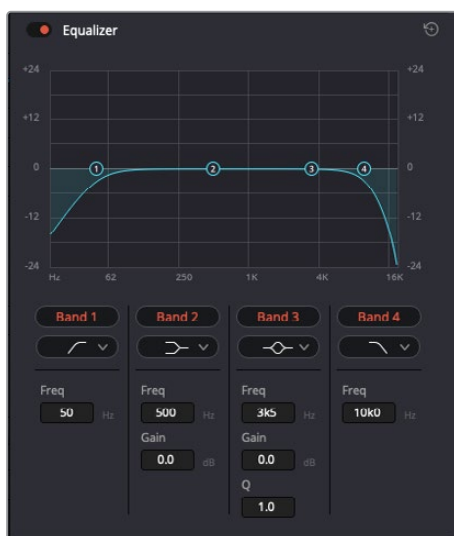 Equalizer
+24 +24
+12 +12
0 1 2 3 4 0
-12 -12
-24 -24
Hz 62 250 1K 4K 16K
Band 1 Band 2 Band 3 Band 4
Freq Freq Freq Freq
50 Hz 500 Hz 3k5 Hz 10k0 Hz
Gain Gain
0.0 dB 0.0 dB
Q
1.0